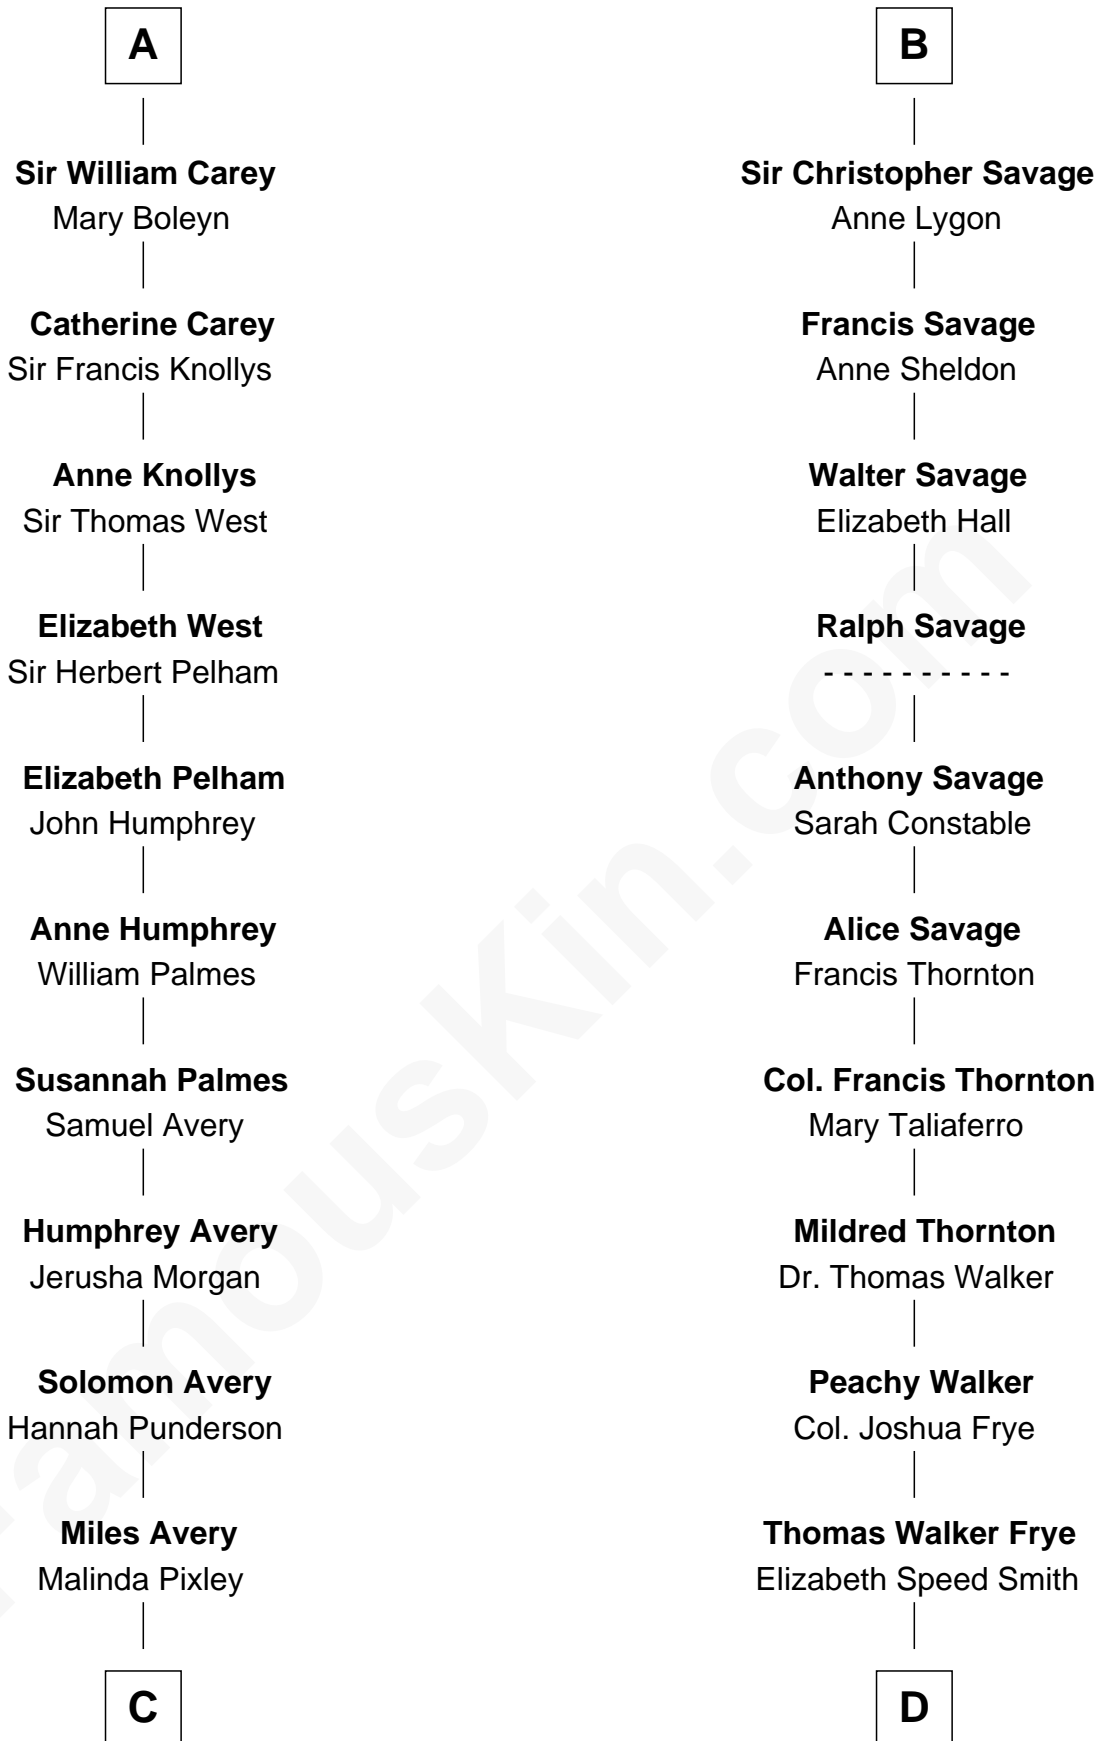 A
Sir William Carey
Mary Boleyn
Catherine Carey
Sir Francis Knollys
Anne Knollys
Sir Thomas West
Elizabeth West
Sir Herbert Pelham
Elizabeth Pelham
John Humphrey
Anne Humphrey
William Palmes
Susannah Palmes
Samuel Avery
Humphrey Avery
Jerusha Morgan
Solomon Avery
Hannah Punderson
Miles Avery
Malinda Pixley
C
B
Sir Christopher Savage
Anne Lygon
Francis Savage
Anne Sheldon
Walter Savage
Elizabeth Hall
Ralph Savage
- - - - - - - - - -
Anthony Savage
Sarah Constable
Alice Savage
Francis Thornton
Col. Francis Thornton
Mary Taliaferro
Mildred Thornton
Dr. Thomas Walker
Peachy Walker
Col. Joshua Frye
Thomas Walker Frye
Elizabeth Speed Smith
D
FamousKin.com